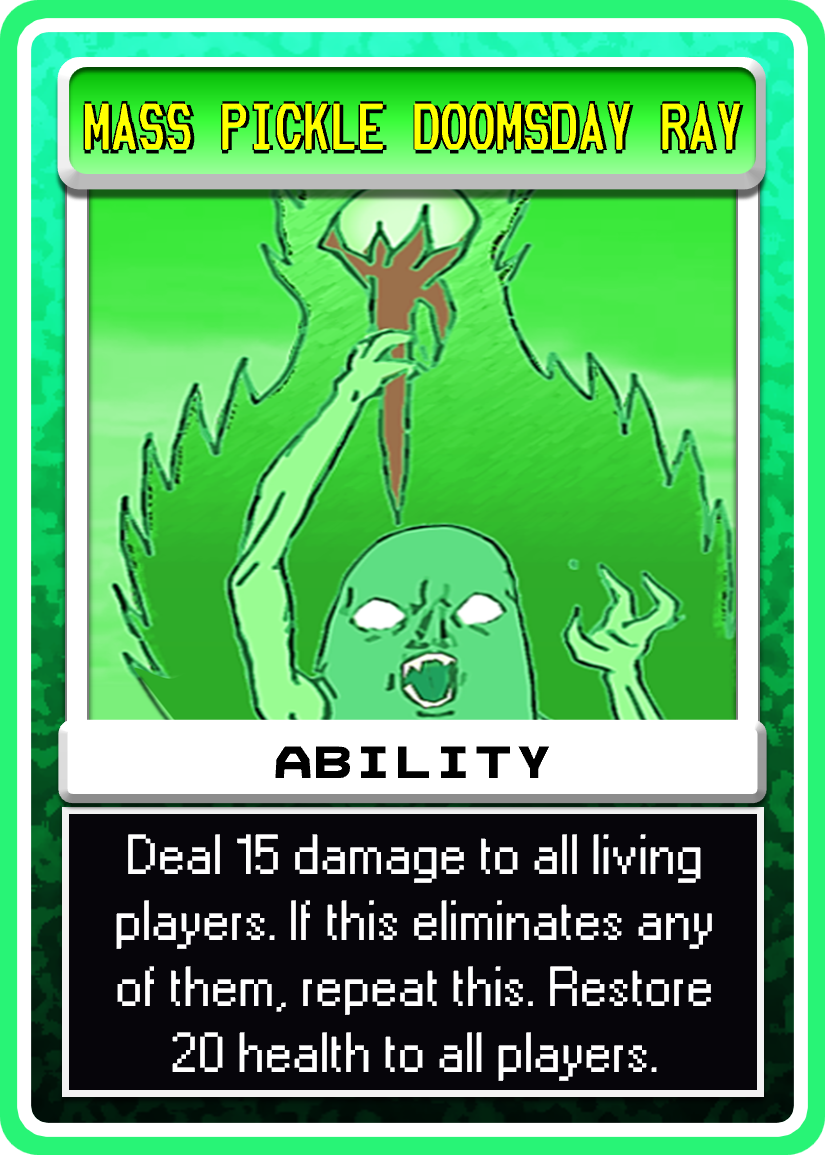 MASS PICKLE DOOMSDAY RAY
ABILITY
Deal 15 damage to all living
players. If this eliminates any
of them, repeat this. Restore
20 health to all players.